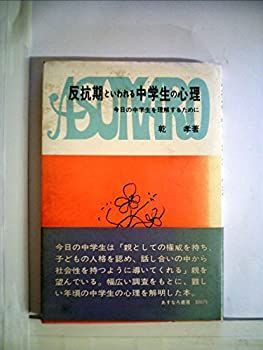 反抗期といわれる中学生の心理
今日の中学生を理解するために
乾 孝著
ASUNARO
今日の中学生は「親としての権威を持ち、
子どもの人格を認め、話し合いの中から
社会性を持つように導いてくれる」親を
望んでいる。幅広い調査をもとに、難し
い年頃の中学生の心理を解明した本。
あすなろ書房